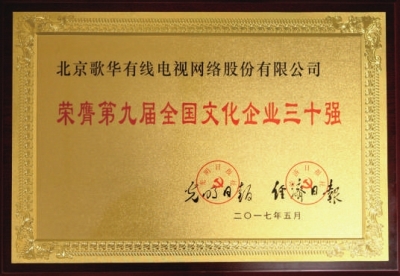 北京歌华有线电视网络股份有限公司
荣膺第九届全国文化企业三十强
光明日報 经濟日報
二〇一七年五月